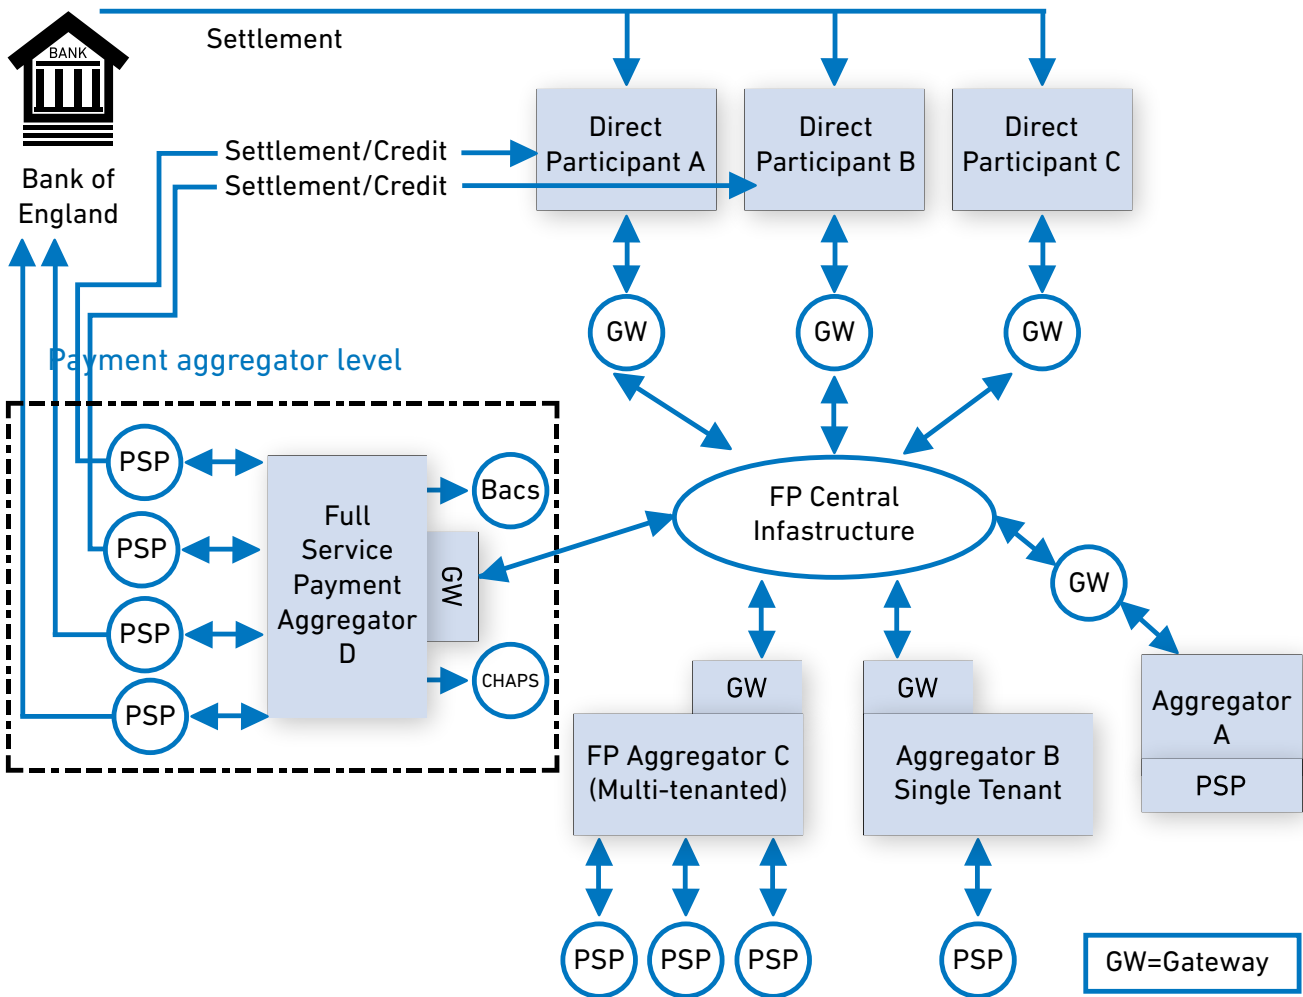 BANK
Settlement
Bank of
England
Settlement/Credit
Settlement/Credit
Direct
Participant A
Direct
Participant B
Direct
Participant C
GW
GW
GW
Payment aggregator level
PSP
PSP
PSP
PSP
Full
Service
Payment
Aggregator
D
Bacs
GW
CHAPS
FP Central
Infastructure
GW
GW
GW
FP Aggregator C
(Multi-tenanted)
Aggregator B
Single Tenant
Aggregator
A
PSP
PSP
PSP
PSP
PSP
GW=Gateway